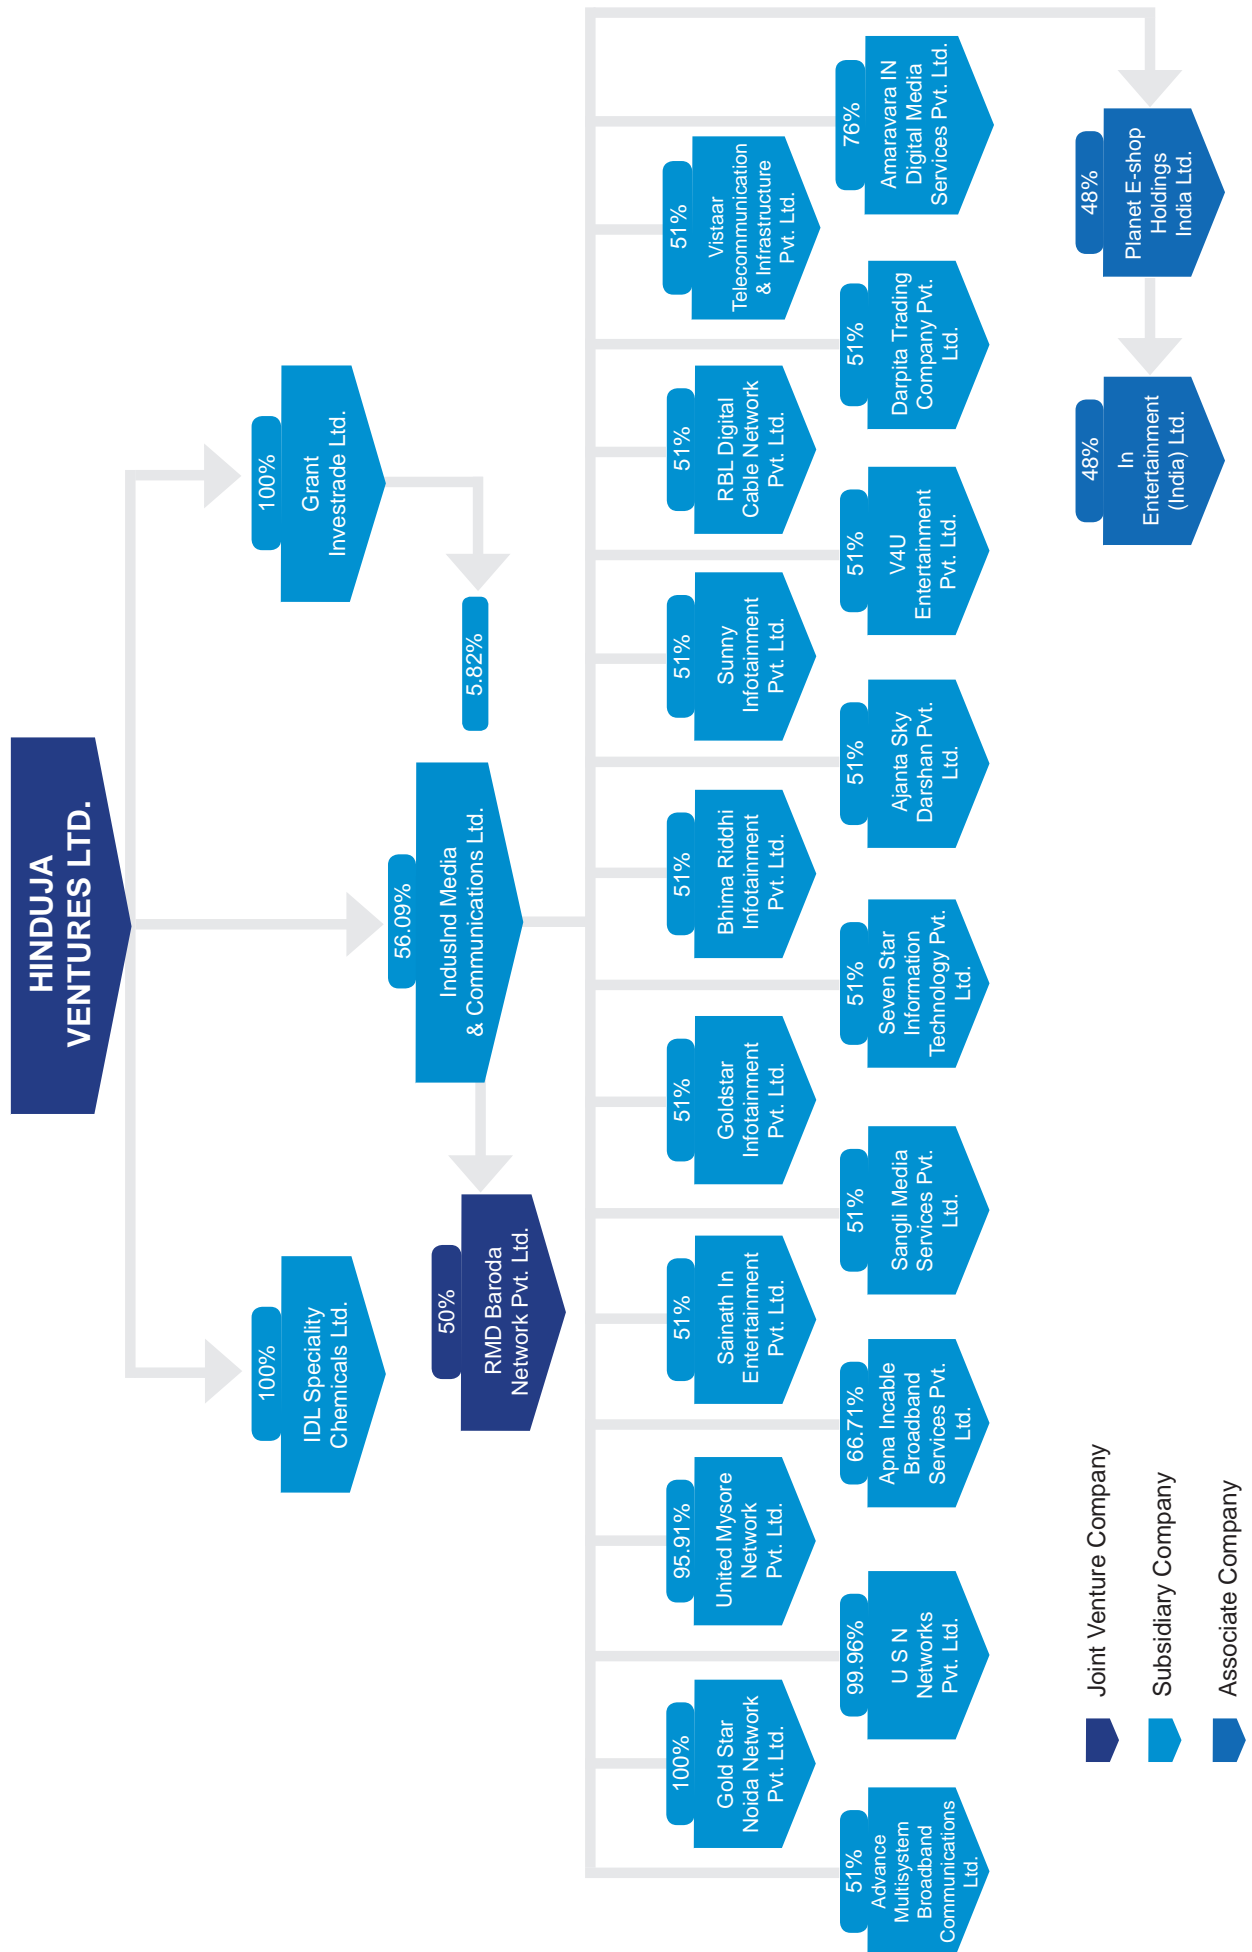 HINDUJA
VENTURES LTD.
100%
IDL Speciality
Chemicals Ltd.
56.09%
IndusInd Media
& Communications Ltd.
100%
Grant
Investrade Ltd.
50%
RMD Baroda
Network Pvt. Ltd.
5.82%
100%
Gold Star
Noida Network
Pvt. Ltd.
95.91%
United Mysore
Network
Pvt. Ltd.
51%
Sainath In
Entertainment
Pvt. Ltd.
51%
Goldstar
Infotainment
Pvt. Ltd.
51%
Bhima Riddhi
Infotainment
Pvt. Ltd.
51%
Sunny
Infotainment
Pvt. Ltd.
51%
RBL Digital
Cable Network
Pvt. Ltd.
51%
Vistaar
Telecommunication
& Infrastructure
Pvt. Ltd.
51%
Advance
Multisystem
Broadband
Communications
Ltd.
99.96%
U S N
Networks
Pvt. Ltd.
66.71%
Apna Incable
Broadband
Services Pvt.
Ltd.
51%
Sangli Media
Services Pvt.
Ltd.
51%
Seven Star
Information
Technology Pvt.
Ltd.
51%
Ajanta Sky
Darshan Pvt.
Ltd.
51%
V4U
Entertainment
Pvt. Ltd.
51%
Darpita Trading
Company Pvt.
Ltd.
76%
Amaravara IN
Digital Media
Services Pvt. Ltd.
48%
In
Entertainment
(India) Ltd.
48%
Planet E-shop
Holdings
India Ltd.
Joint Venture Company
Subsidiary Company
Associate Company